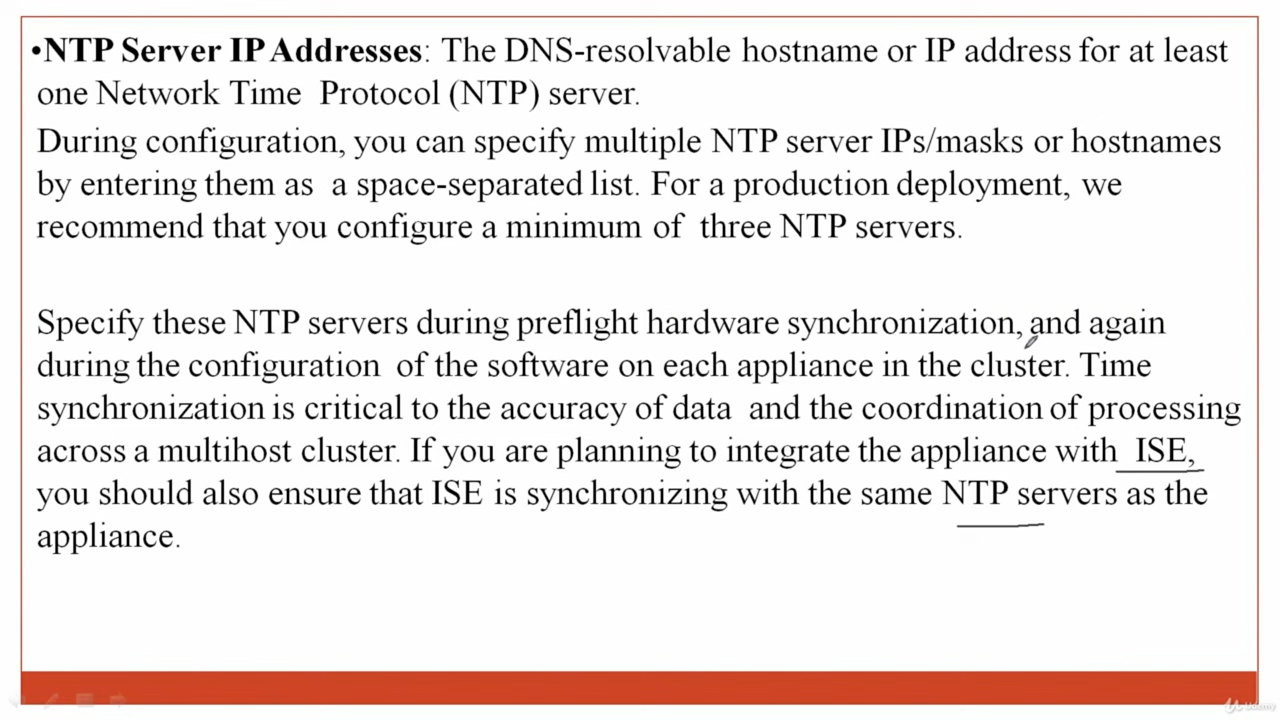 •NTP Server IP Addresses: The DNS-resolvable hostname or IP address for at least
one Network Time Protocol (NTP) server.
During configuration, you can specify multiple NTP server IPs/masks or hostnames
by entering them as a space-separated list. For a production deployment, we
recommend that you configure a minimum of three NTP servers.
Specify these NTP servers during preflight hardware synchronization, and again
during the configuration of the software on each appliance in the cluster. Time
synchronization is critical to the accuracy of data and the coordination of processing
across a multihost cluster. If you are planning to integrate the appliance with ISE,
you should also ensure that ISE is synchronizing with the same NTP servers as the
appliance.
Udemy